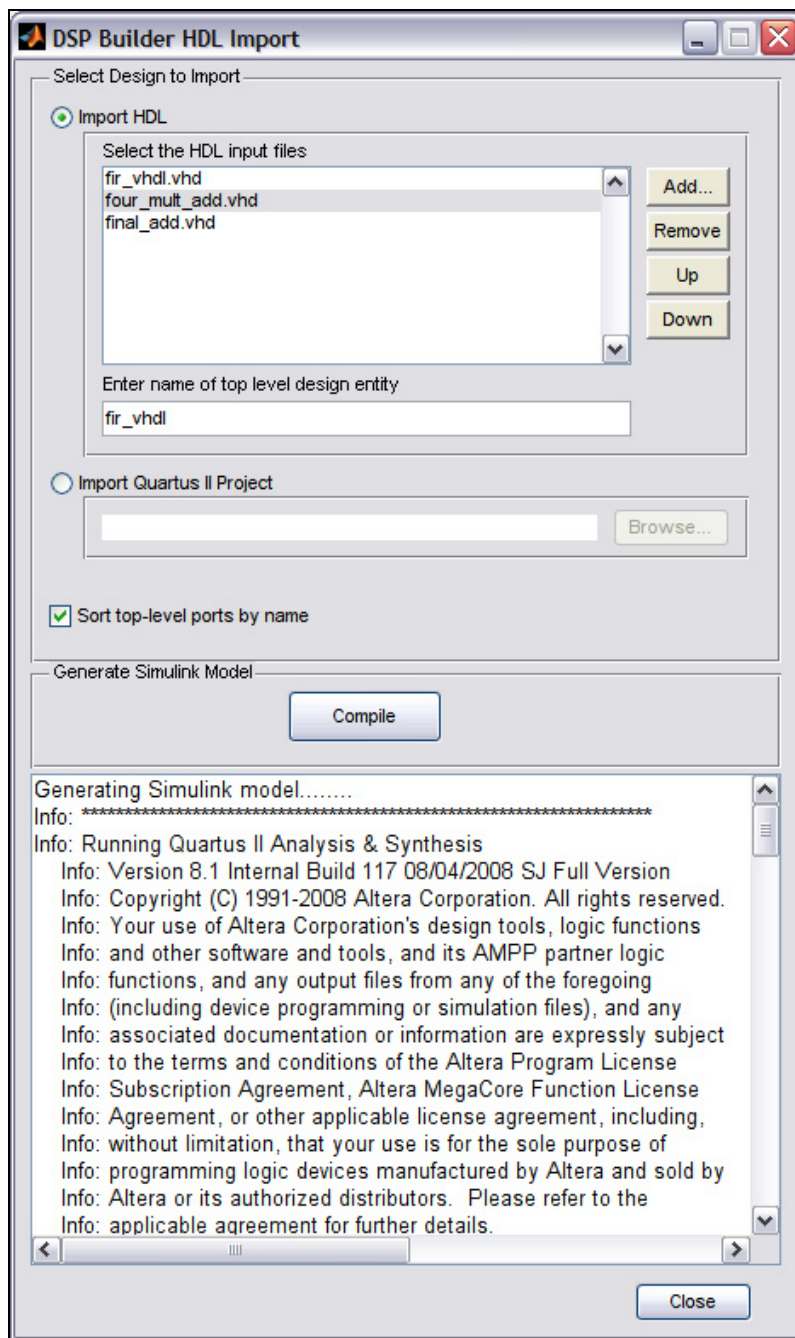 DSP Builder HDL Import
Select Design to Import
Import HDL
Select the HDL input files
fir_vhdl.vhd
four_mult_add.vhd
final_add.vhd
Add...
Remove
Up
Down
Enter name of top level design entity
fir_vhdl
Import Quartus II Project
Browse...
Sort top-level ports by name
Generate Simulink Model
Compile
Generating Simulink model........
Info: *******************************************************************
Info: Running Quartus II Analysis & Synthesis
Info: Version 8.1 Internal Build 117 08/04/2008 SJ Full Version
Info: Copyright (C) 1991-2008 Altera Corporation. All rights reserved.
Info: Your use of Altera Corporation's design tools, logic functions
Info: and other software and tools, and its AMPP partner logic
Info: functions, and any output files from any of the foregoing
Info: (including device programming or simulation files), and any
Info: associated documentation or information are expressly subject
Info: to the terms and conditions of the Altera Program License
Info: Subscription Agreement, Altera MegaCore Function License
Info: Agreement, or other applicable license agreement, including,
Info: without limitation, that your use is for the sole purpose of
Info: programming logic devices manufactured by Altera and sold by
Info: Altera or its authorized distributors.  Please refer to the
Info: applicable agreement for further details.
Close